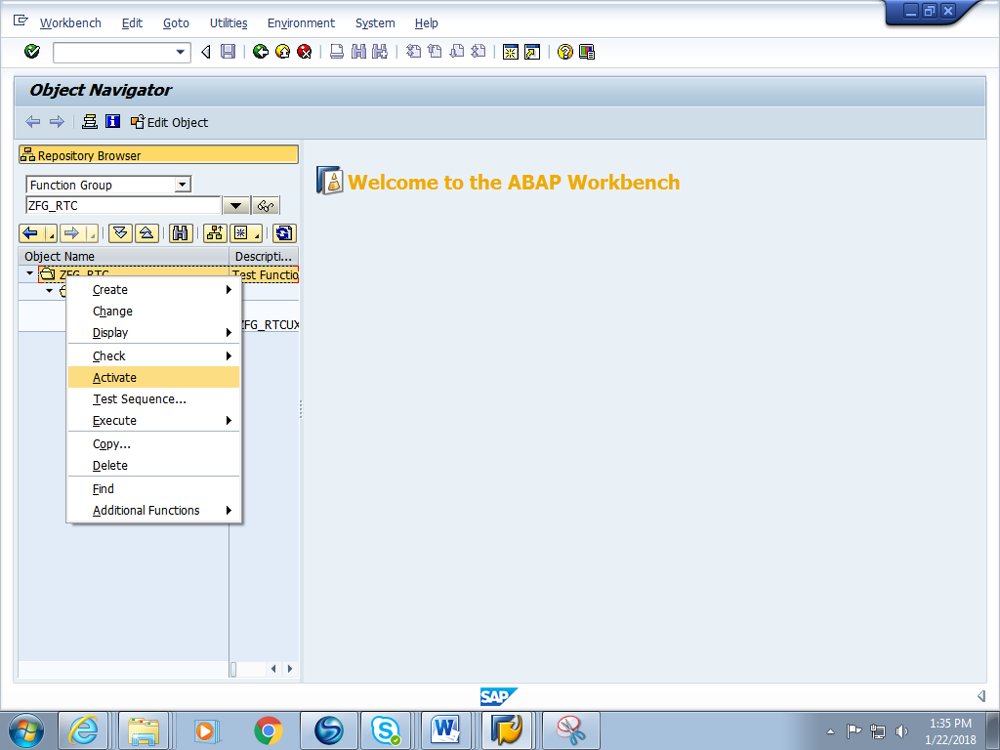 Workbench Edit Goto Utilities Environment System Help
Object Navigator
Edit Object
Repository Browser
Function Group
ZFG_RTC
Welcome to the ABAP Workbench
Object Name Descripti...
ZFG_RTC Test Functio
Create
Change
Display
ZFG_RTCUX
Check
Activate
Test Sequence...
Execute
Copy...
Delete
Find
Additional Functions
SAP
1:35 PM
1/22/2018